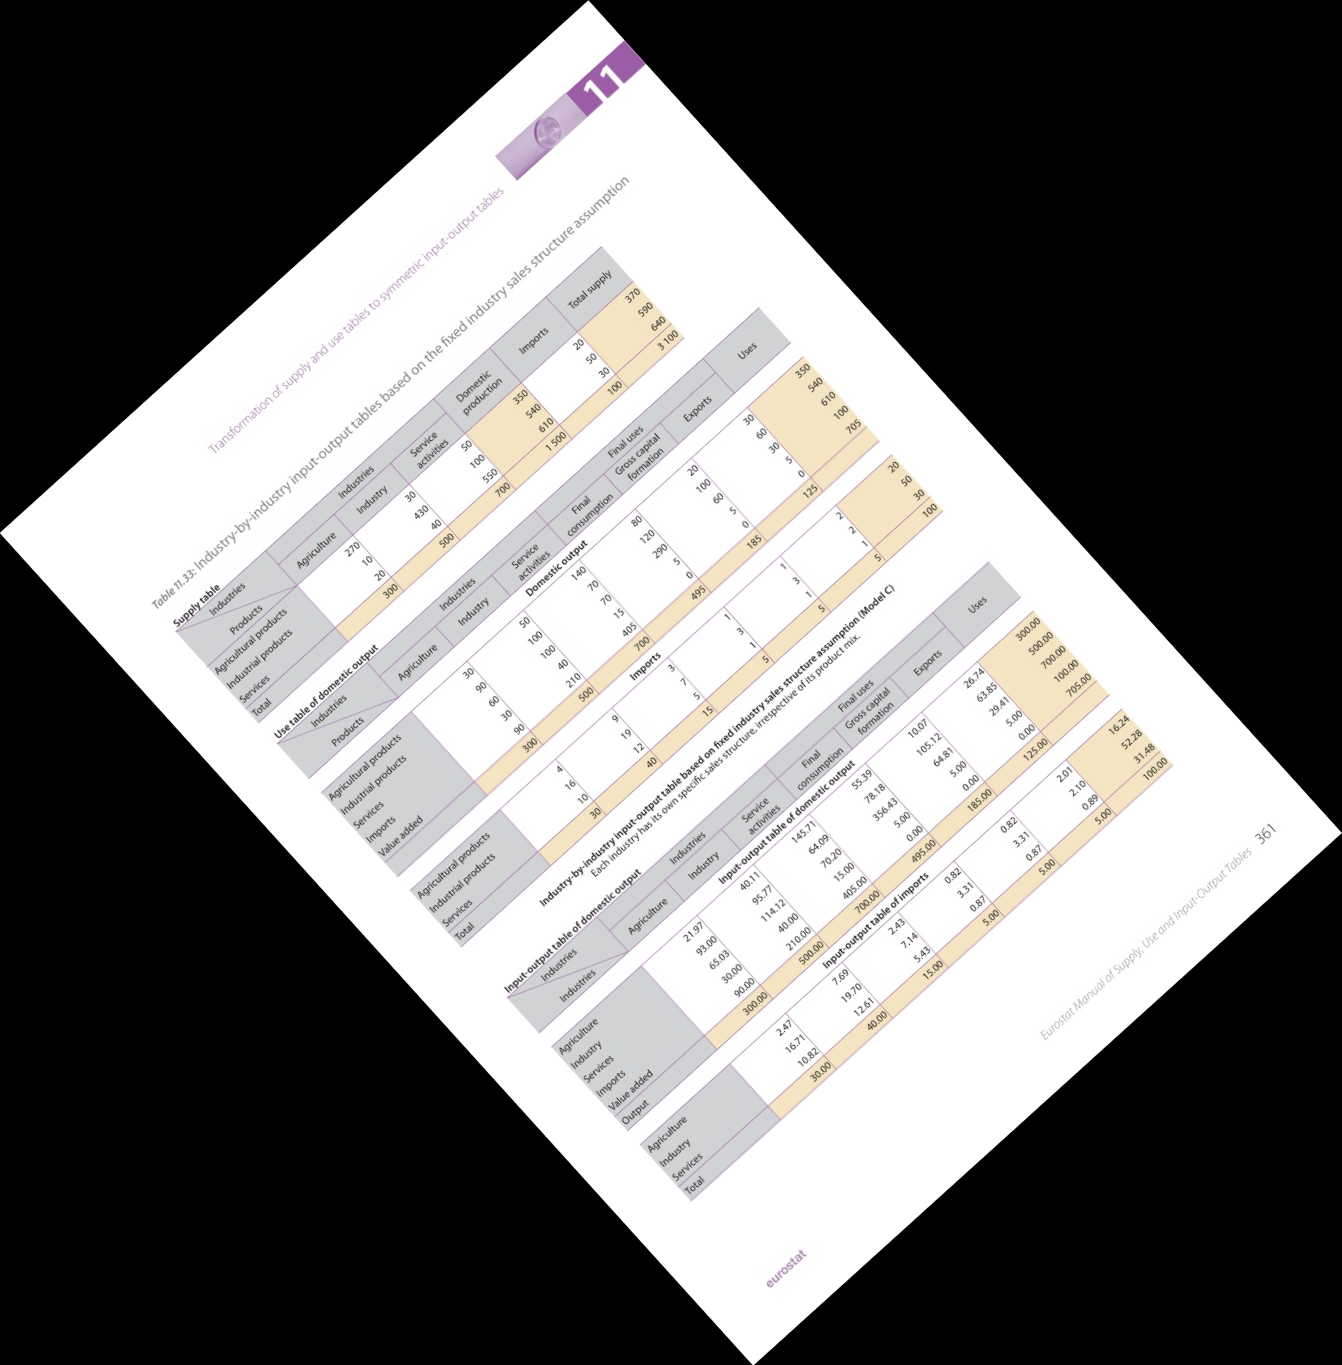 11
Transformation of supply and use tables to symmetric input-output tables
Table 11.33: Industry-by-industry input-output tables based on the fixed industry sales structure assumption
Supply table
Industries
Products
Industries
Agriculture Industry Service activities
Domestic production
Imports
Total supply
Agricultural products 270 30 50 350 20 370
Industrial products 10 430 100 540 50 590
Services 20 40 550 610 30 640
Total 300 500 700 1 500 100 3 100
Use table of domestic output
Industries
Products
Industries
Final uses
Uses
Agriculture Industry Service activities Final consumption Gross capital formation Exports
Domestic output
Agricultural products 30 50 140 80 20 30 350
Industrial products 90 100 70 120 100 60 540
Services 60 100 70 290 60 30 610
Imports 30 40 15 5 5 5 100
Value added 90 210 405 0 0 0 705
300 500 700 495 185 125
Imports
Agricultural products 4 9 3 1 1 2 20
Industrial products 16 19 7 3 3 2 50
Services 10 12 5 1 1 1 30
Total 30 40 15 5 5 5 100
Industry-by-industry input-output table based on fixed industry sales structure assumption (Model C)
Each industry has its own specific sales structure, irrespective of its product mix.
Input-output table of domestic output
Industries
Industries
Industries
Final uses
Uses
Agriculture Industry Service activities Final consumption Gross capital formation Exports
Input-output table of domestic output
Agriculture 21.97 40.11 145.71 55.39 10.07 26.74 300.00
Industry 93.00 95.77 64.09 78.18 105.12 63.85 500.00
Services 65.03 114.12 70.20 356.43 64.81 29.41 700.00
Imports 30.00 40.00 15.00 5.00 5.00 5.00 100.00
Value added 90.00 210.00 405.00 0.00 0.00 0.00 705.00
Output 300.00 500.00 700.00 495.00 185.00 125.00
Input-output table of imports
Agriculture 2.47 7.69 2.43 0.82 0.82 2.01 16.24
Industry 16.71 19.70 7.14 3.31 3.31 2.10 52.28
Services 10.82 12.61 5.43 0.87 0.87 0.89 31.48
Total 30.00 40.00 15.00 5.00 5.00 5.00 100.00
eurostat
Eurostat Manual of Supply, Use and Input-Output Tables 361